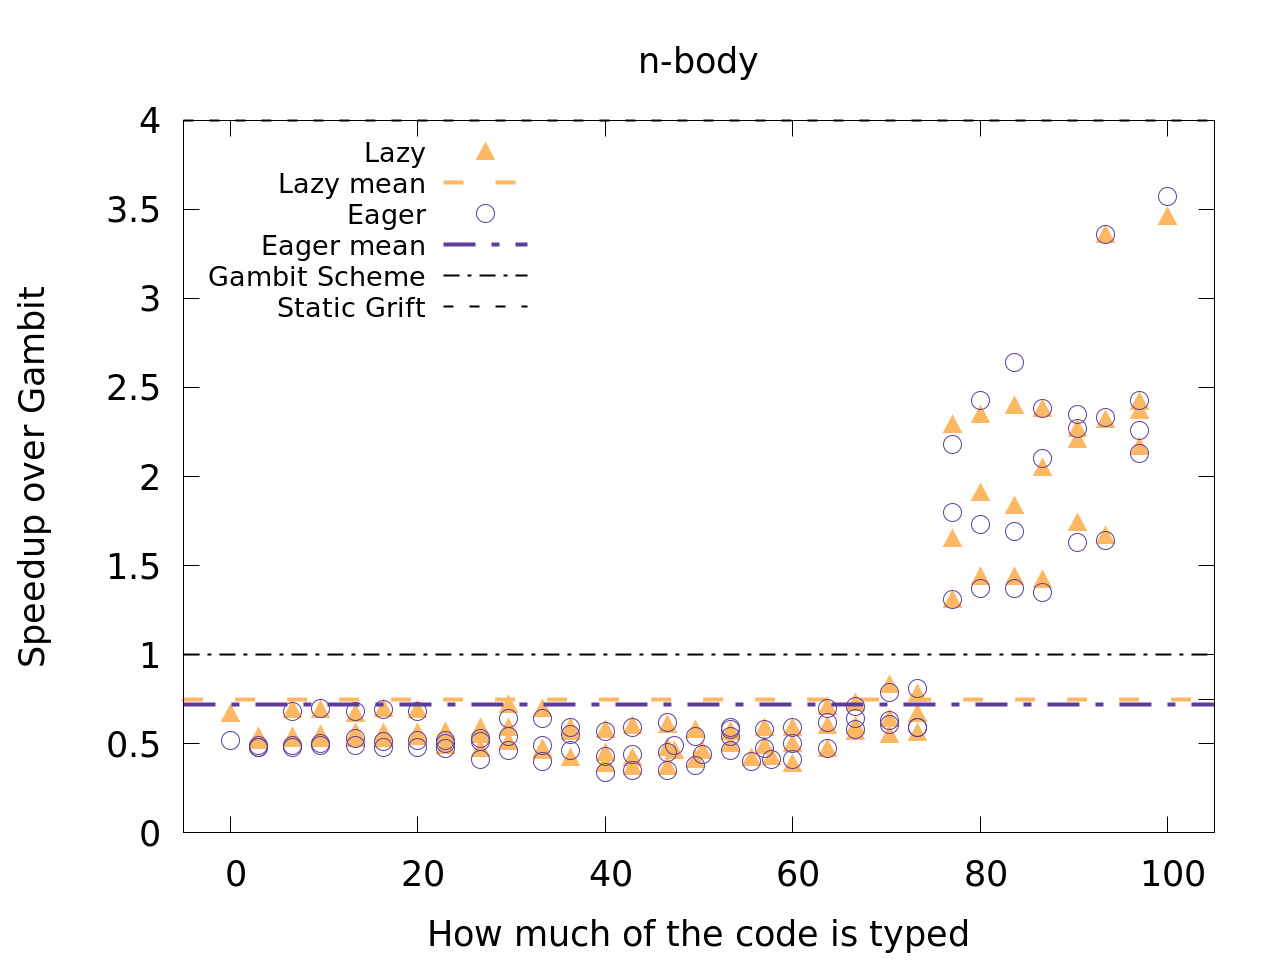 n-body
4
3.5
3
2.5
2
1.5
1
0.5
0
Speedup over Gambit
Lazy
Lazy mean
Eager
Eager mean
Gambit Scheme
Static Grift
0 20 40 60 80 100
How much of the code is typed